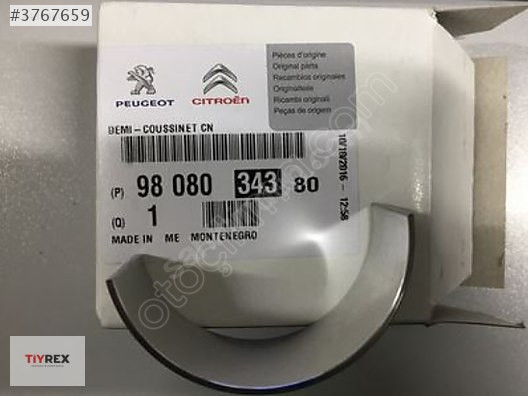 #3767659
PEUGEOT
CITROËN
Pièces d'origine
Original parts
Recambios originales
Originalteile
Ricambi originali
Peças de origem
DEMI-COUSSINET CN
(P) 98 080 343 80
(Q) 1
MADE IN ME MONTENEGRO
10/10/2016 - 12:58
TIYREX